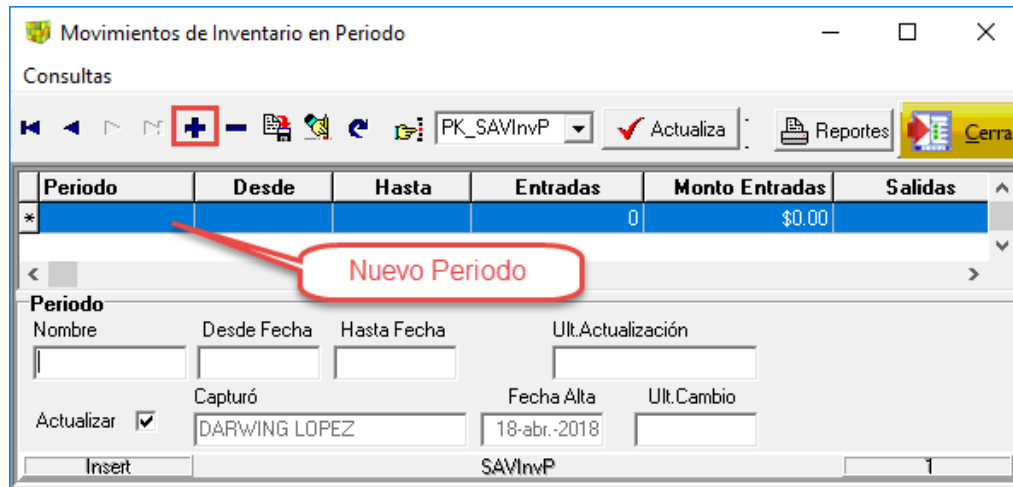 Movimientos de Inventario en Periodo
Consultas
PK_SAVInvP Actualiza Reportes Cerra
Periodo Desde Hasta Entradas Monto Entradas Salidas
* 0 $0.00
Nuevo Periodo
Periodo
Nombre Desde Fecha Hasta Fecha Ult.Actualización
Capturó Fecha Alta Ult.Cambio
Actualizar DARWING LOPEZ 18-abr.-2018
Insert SAVInvP 1